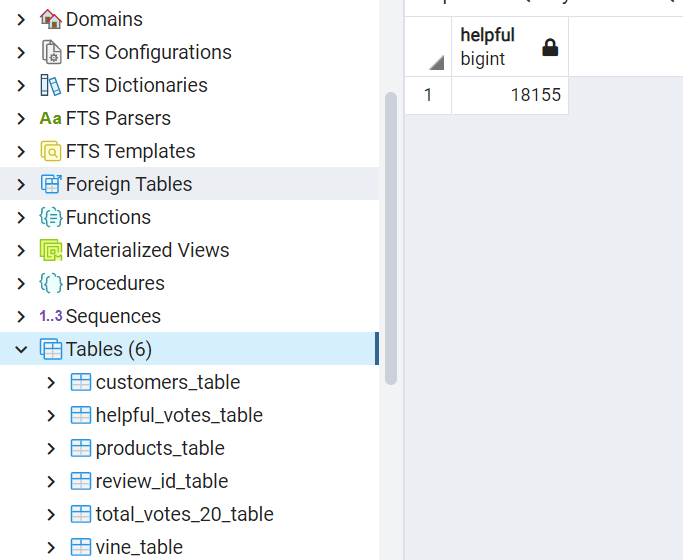 Domains
FTS Configurations
FTS Dictionaries
Aa FTS Parsers
FTS Templates
Foreign Tables
{} Functions
Materialized Views
{} Procedures
1..3 Sequences
Tables (6)
customers_table
helpful_votes_table
products_table
review_id_table
total_votes_20_table
vine_table
helpful
bigint
1 18155